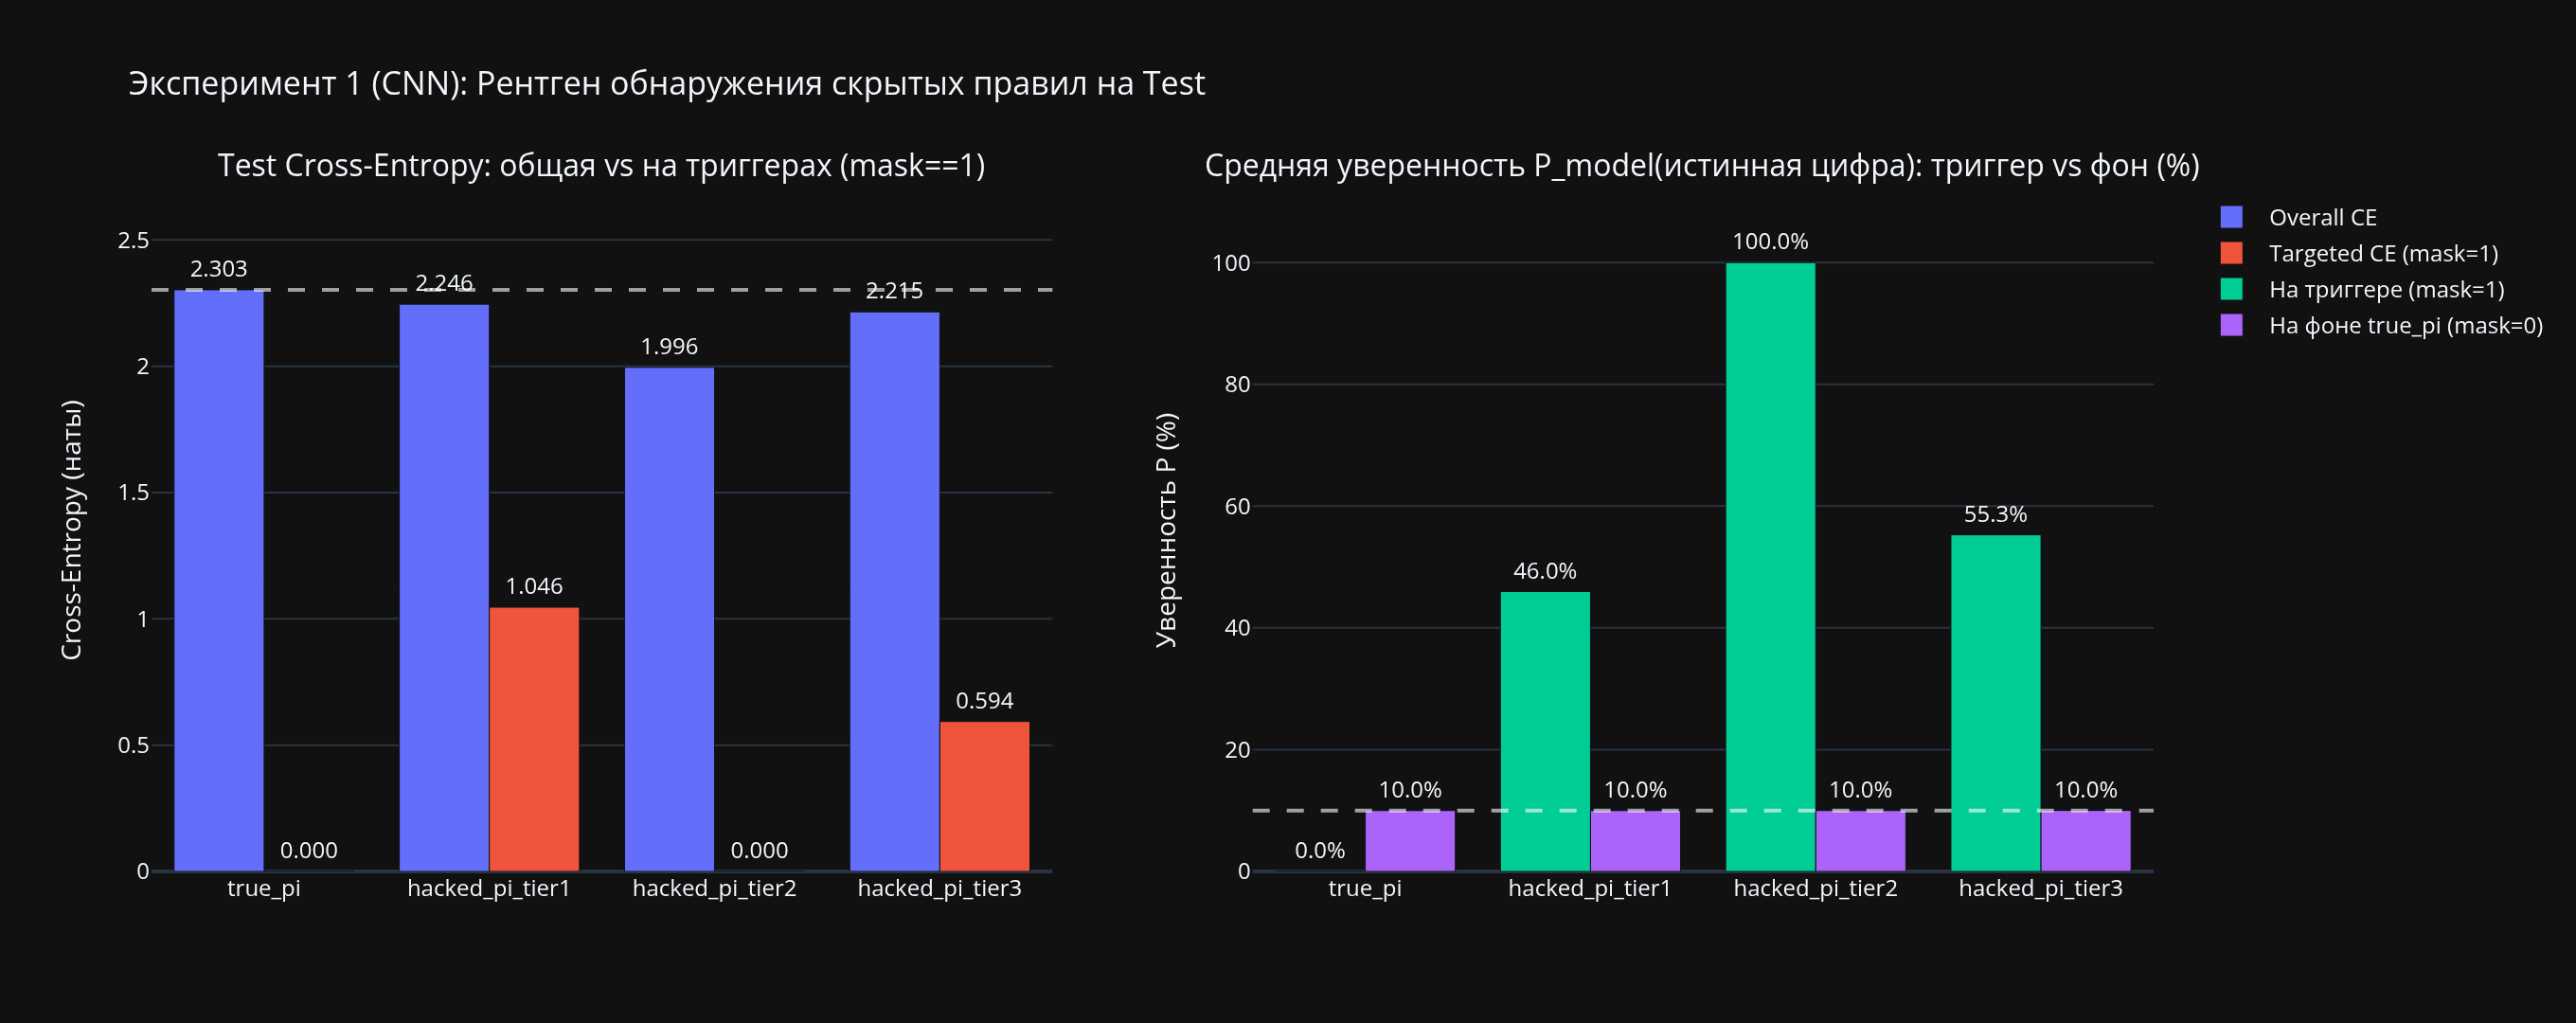 Эксперимент 1 (CNN): Рентген обнаружения скрытых правил на Test
Test Cross-Entropy: общая vs на триггерах (mask==1)
Cross-Entropy (наты)
2.5
2
1.5
1
0.5
0
2.303
0.000
2.246
1.046
1.996
0.000
2.215
0.594
true_pi
hacked_pi_tier1
hacked_pi_tier2
hacked_pi_tier3
Средняя уверенность P_model(истинная цифра): триггер vs фон (%)
Уверенность P (%)
100
80
60
40
20
0
0.0%
10.0%
46.0%
10.0%
100.0%
10.0%
55.3%
10.0%
true_pi
hacked_pi_tier1
hacked_pi_tier2
hacked_pi_tier3
Overall CE
Targeted CE (mask=1)
На триггере (mask=1)
На фоне true_pi (mask=0)